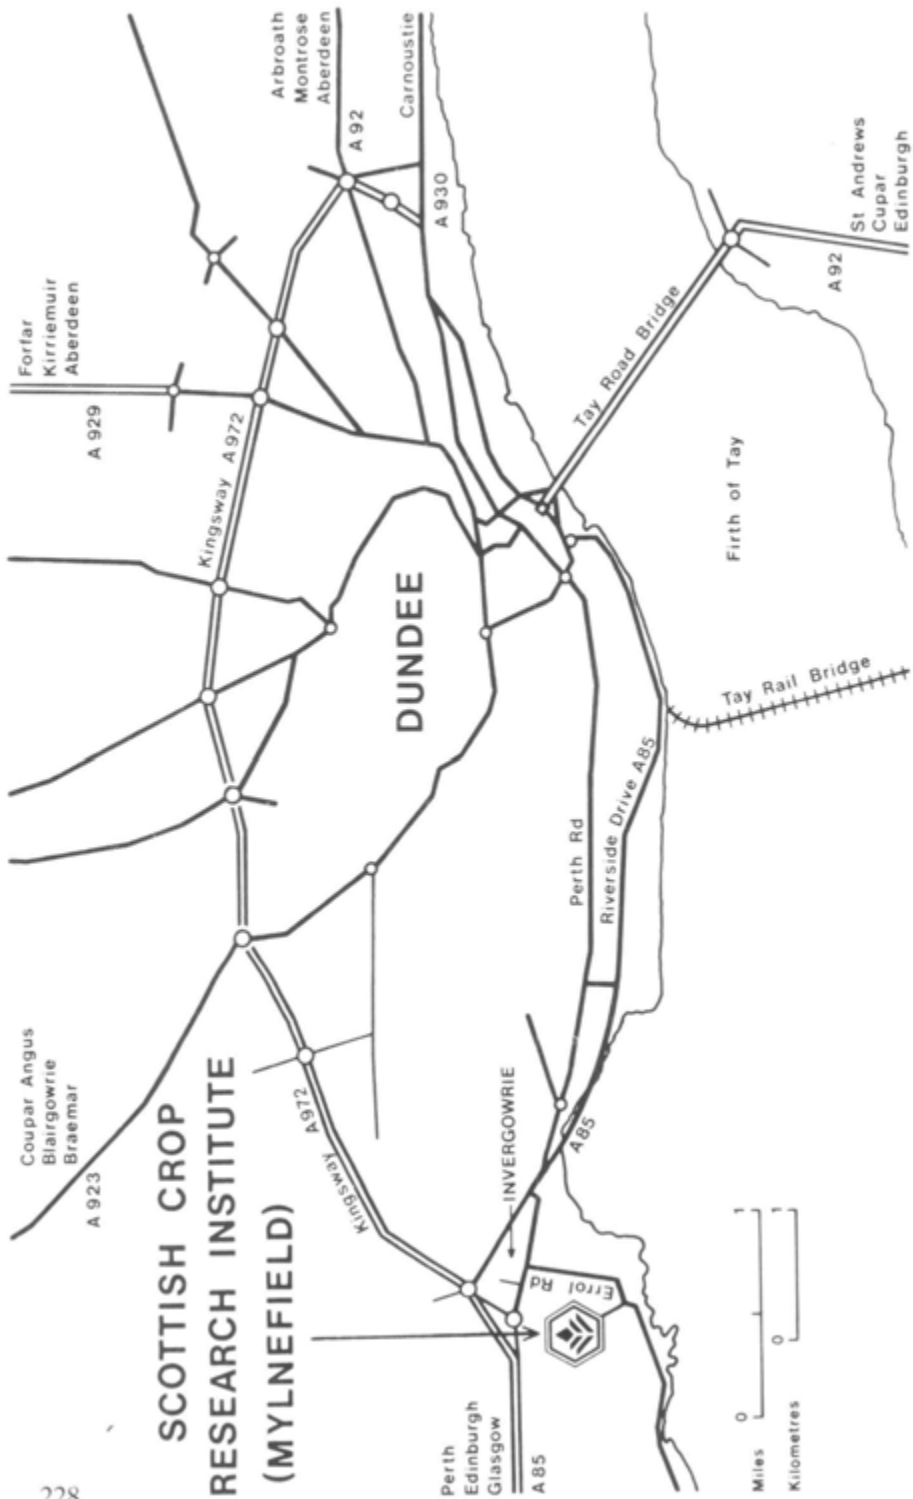 228
SCOTTISH CROP
RESEARCH INSTITUTE
(MYLNEFIELD)
Coupar Angus
Blairgowrie
Braemar
A 923
Forfar
Kirriemuir
Aberdeen
A 929
Arbroath
Montrose
Aberdeen
A 92
Carnoustie
A 930
Kingsway A 972
Kingsway
A972
DUNDEE
Perth
Edinburgh
Glasgow
A 85
INVERGOWRIE
Errol Rd
A85
Perth Rd
Riverside Drive A85
Tay Road Bridge
Tay Rail Bridge
Firth of Tay
A92
St Andrews
Cupar
Edinburgh
Miles
0
1
Kilometres
0
1